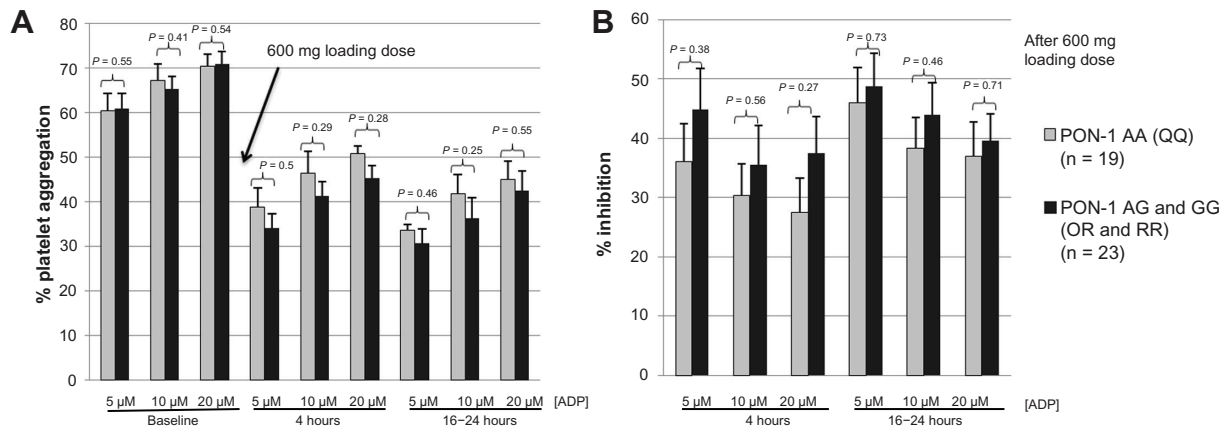 A
% platelet aggregation
80
70
60
50
40
30
20
10
0
P = 0.55
P = 0.41
P = 0.54
600 mg loading dose
P = 0.5
P = 0.29
P = 0.28
P = 0.46
P = 0.25
P = 0.55
5 µM 10 µM 20 µM 5 µM 10 µM 20 µM 5 µM 10 µM 20 µM [ADP]
Baseline 4 hours 16–24 hours
B
% inhibition
60
50
40
30
20
10
0
P = 0.38
P = 0.56
P = 0.27
P = 0.73
P = 0.46
P = 0.71
5 µM 10 µM 20 µM 5 µM 10 µM 20 µM [ADP]
4 hours 16–24 hours
After 600 mg
loading dose
PON-1 AA (QQ)
(n = 19)
PON-1 AG and GG
(OR and RR)
(n = 23)